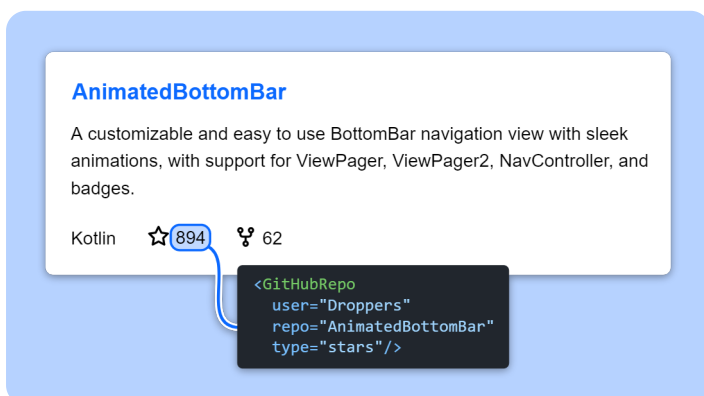 AnimatedBottomBar
A customizable and easy to use BottomBar navigation view with sleek
animations, with support for ViewPager, ViewPager2, NavController, and
badges.
Kotlin 894 62
<GitHubRepo
user="Droppers"
repo="AnimatedBottomBar"
type="stars"/>